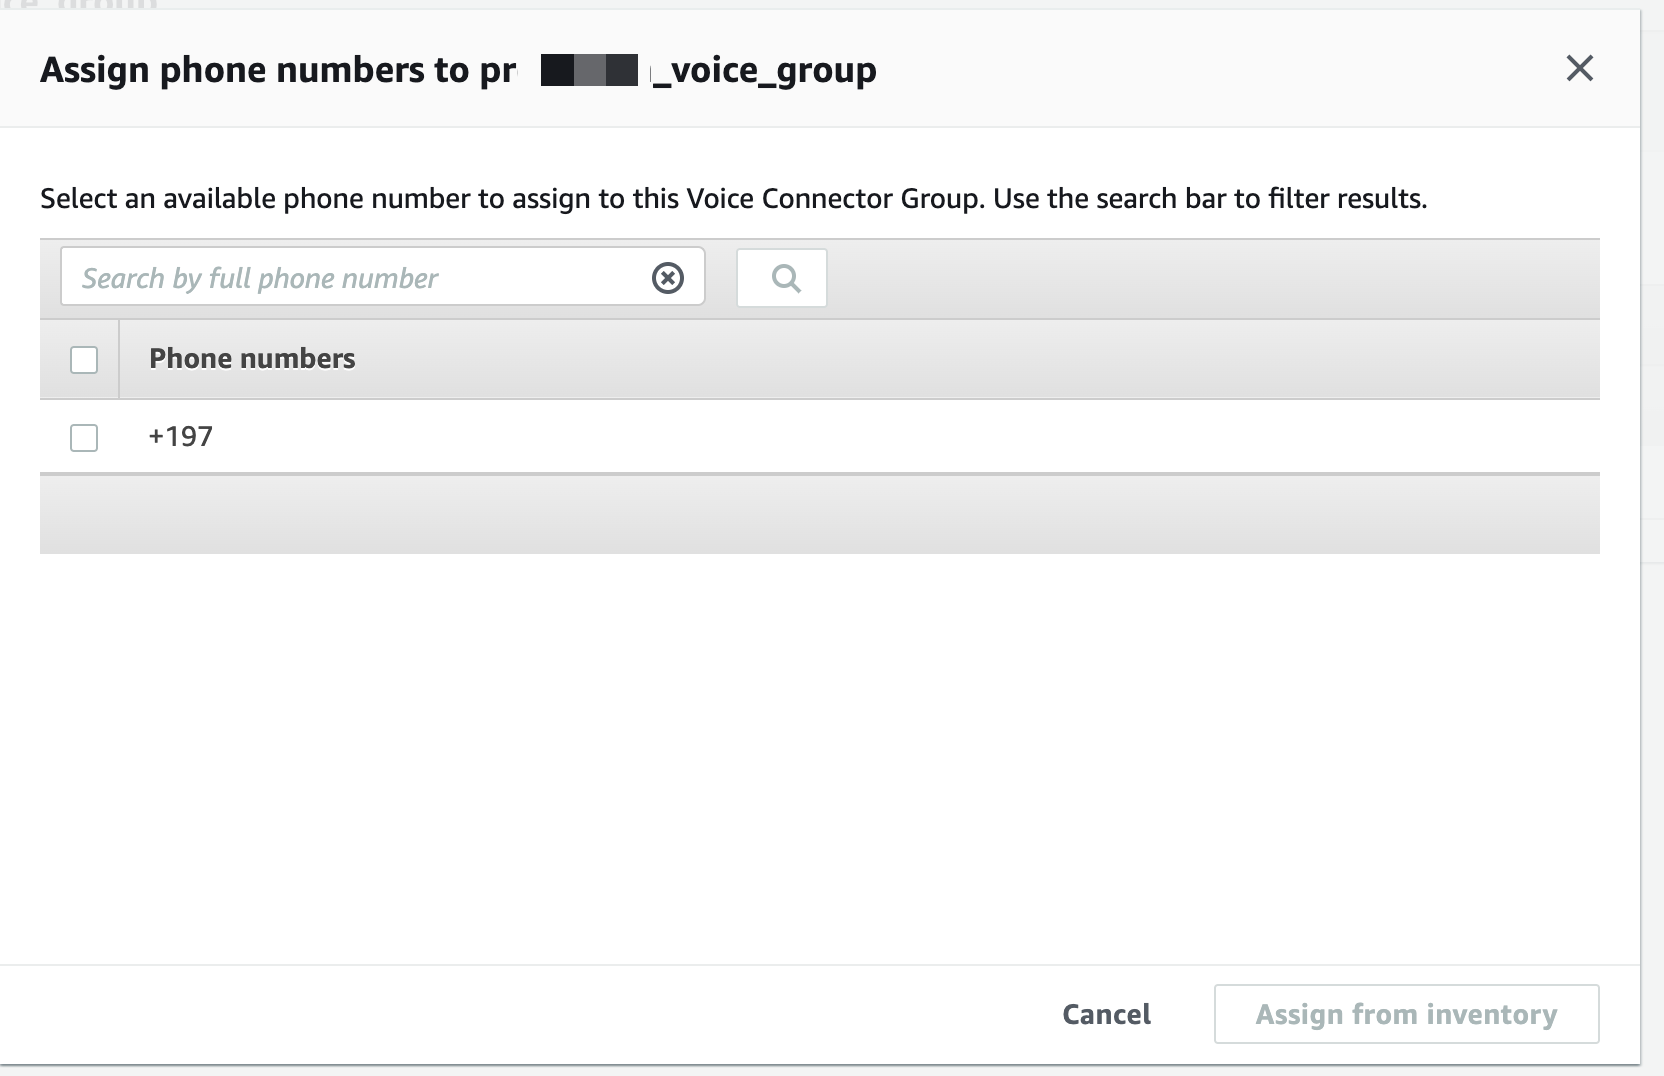 Assign phone numbers to pr _voice_group
Select an available phone number to assign to this Voice Connector Group. Use the search bar to filter results.
Search by full phone number
Phone numbers
+197
Cancel
Assign from inventory